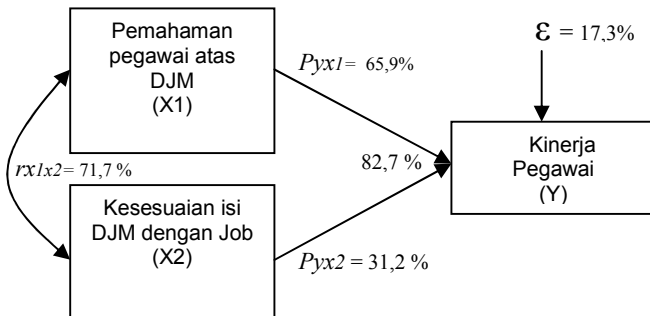 Pemahaman
pegawai atas
DJM
(X1)
Pyx1= 65,9%
ε = 17,3%
rx1x2= 71,7 %
82,7 %
Kinerja
Pegawai
(Y)
Kesesuaian isi
DJM dengan Job
(X2)
Pyx2 = 31,2 %